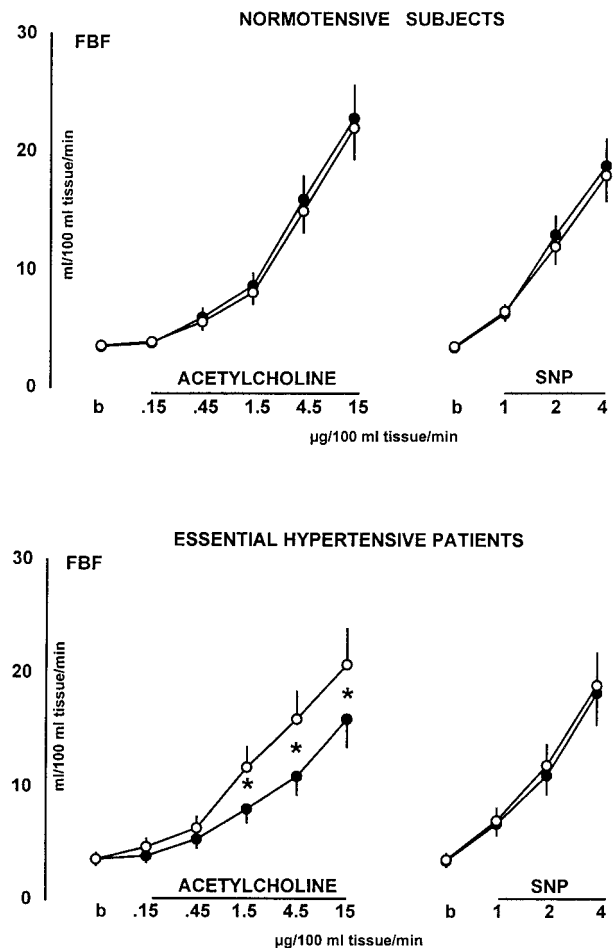 NORMOTENSIVE SUBJECTS
30
FBF
20
10
0
ml/100 ml tissue/min
ACETYLCHOLINE
SNP
b .15 .45 1.5 4.5 15
b 1 2 4
µg/100 ml tissue/min
ESSENTIAL HYPERTENSIVE PATIENTS
30
FBF
20
10
0
ml/100 ml tissue/min
* * *
ACETYLCHOLINE
SNP
b .15 .45 1.5 4.5 15
b 1 2 4
µg/100 ml tissue/min